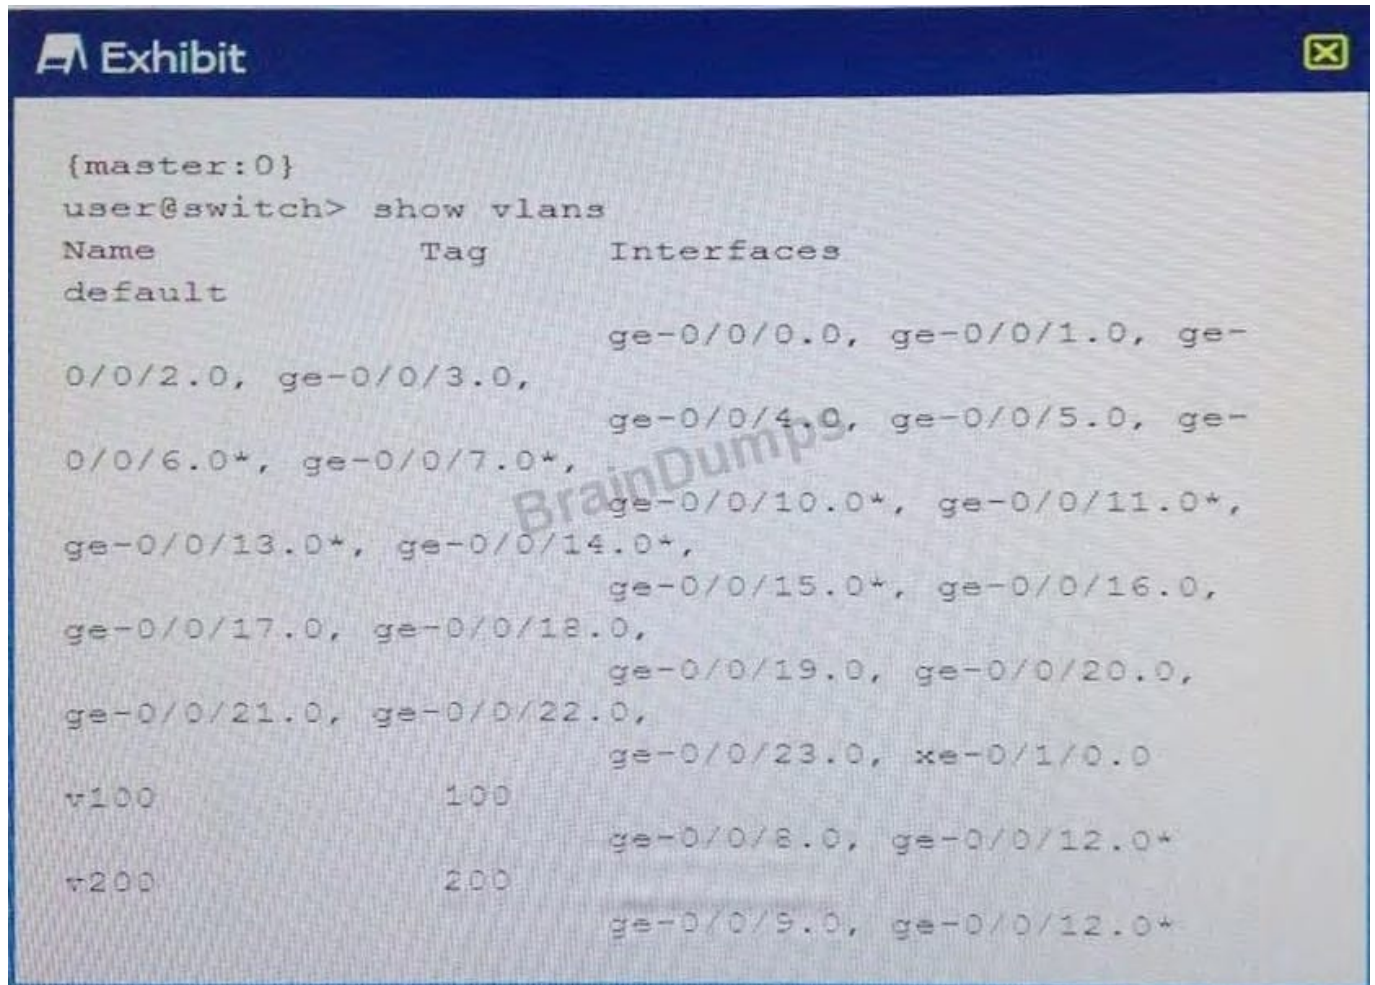 Exhibit
{master:0}
user@switch> show vlans
Name Tag Interfaces
default
ge-0/0/0.0, ge-0/0/1.0, ge-
0/0/2.0, ge-0/0/3.0,
ge-0/0/4.0, ge-0/0/5.0, ge-
0/0/6.0*, ge-0/0/7.0*,
BrainDumps
ge-0/0/10.0*, ge-0/0/11.0*,
ge-0/0/13.0*, ge-0/0/14.0*,
ge-0/0/15.0*, ge-0/0/16.0,
ge-0/0/17.0, ge-0/0/18.0,
ge-0/0/19.0, ge-0/0/20.0,
ge-0/0/21.0, ge-0/0/22.0,
ge-0/0/23.0, xe-0/1/0.0
v100 100
ge-0/0/8.0, ge-0/0/12.0*
v200 200
ge-0/0/9.0, ge-0/0/12.0*